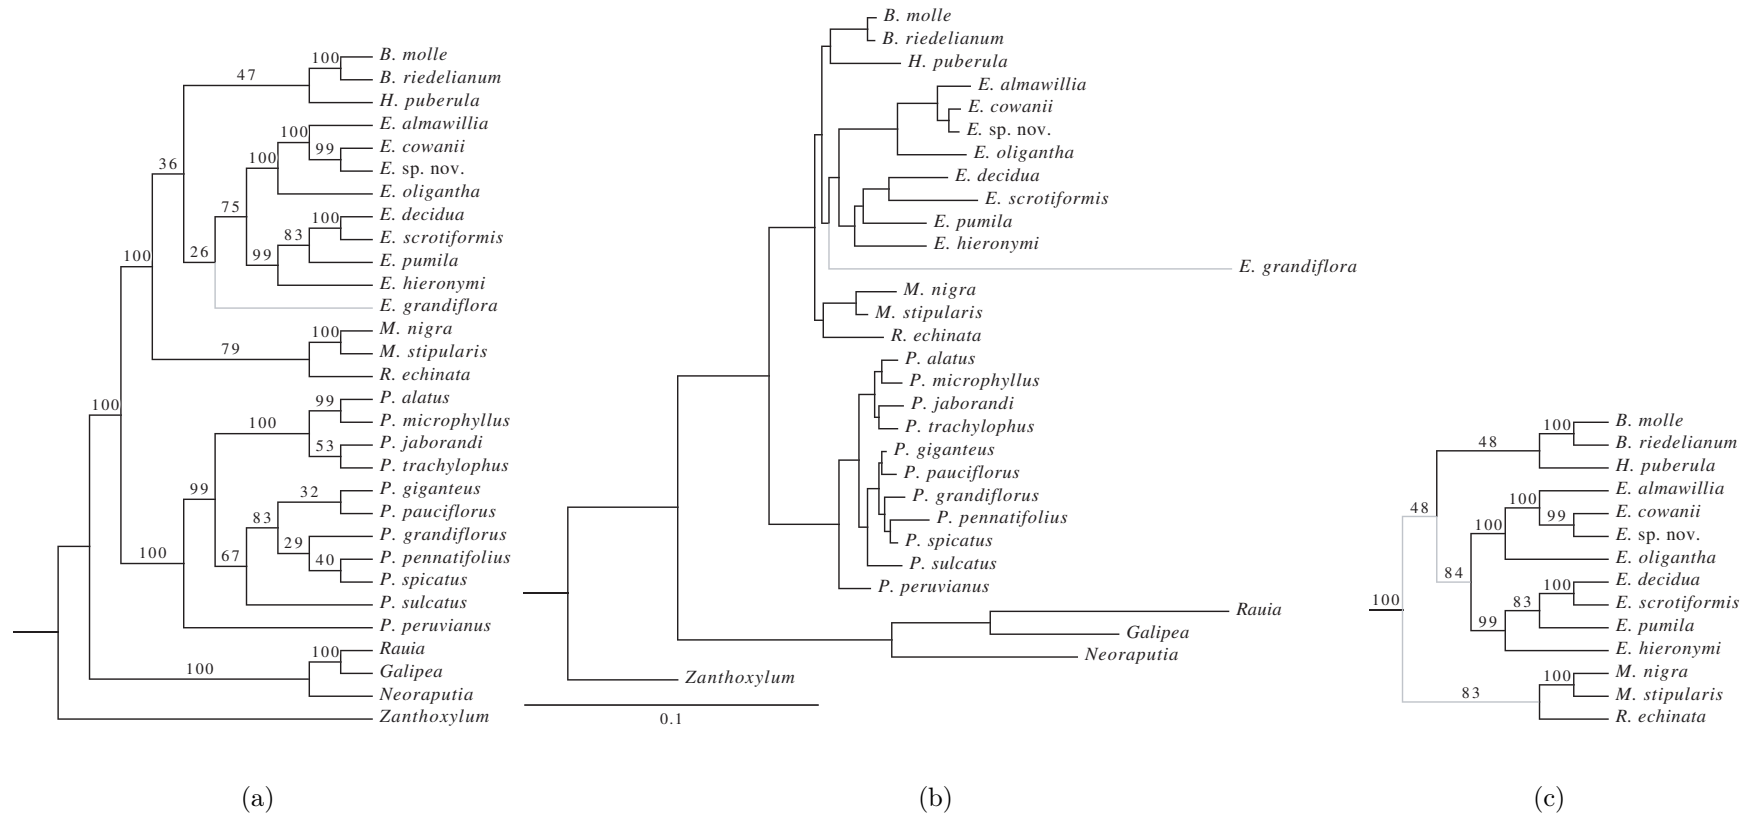 100 B. molle
47 B. riedelianum
H. puberula
E. almawillia
100 E. cowanii
99 E. sp. nov.
100
36 E. oligantha
75 E. decidua
100 E. scrotiformis
83
100 26 99 E. pumila
E. hieronymi
E. grandiflora
M. nigra
100 M. stipularis
79
R. echinata
P. alatus
99
100 P. microphyllus
100 P. jaborandi
53
P. trachylophus
99 P. giganteus
32
P. pauciflorus
83
P. grandiflorus
29
100 67 40 P. pennatifolius
P. spicatus
P. sulcatus
P. peruvianus
Rauia
100
100 Galipea
Neoraputia
Zanthoxylum
(a)
B. molle
B. riedelianum
H. puberula
E. almawillia
E. cowanii
E. sp. nov.
E. oligantha
E. decidua
E. scrotiformis
E. pumila
E. hieronymi
E. grandiflora
M. nigra
M. stipularis
R. echinata
P. alatus
P. microphyllus
P. jaborandi
P. trachylophus
P. giganteus
P. pauciflorus
P. grandiflorus
P. pennatifolius
P. spicatus
P. sulcatus
P. peruvianus
Rauia
Galipea
Neoraputia
Zanthoxylum
0.1
(b)
B. molle
100
48 B. riedelianum
H. puberula
E. almawillia
100
48 E. cowanii
99
100 E. sp. nov.
E. oligantha
84 E. decidua
100
100 83 E. scrotiformis
99 E. pumila
E. hieronymi
M. nigra
100
83 M. stipularis
R. echinata
(c)